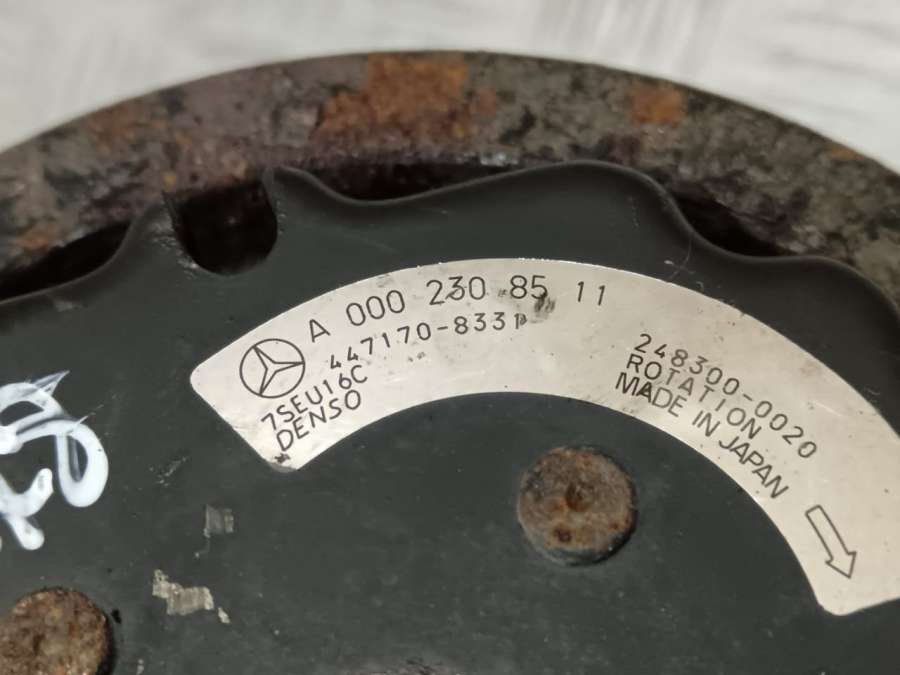 A 000 230 85 11
447170-8331
7SEU16C
DENSO
248300-0020
ROTATION
MADE IN JAPAN